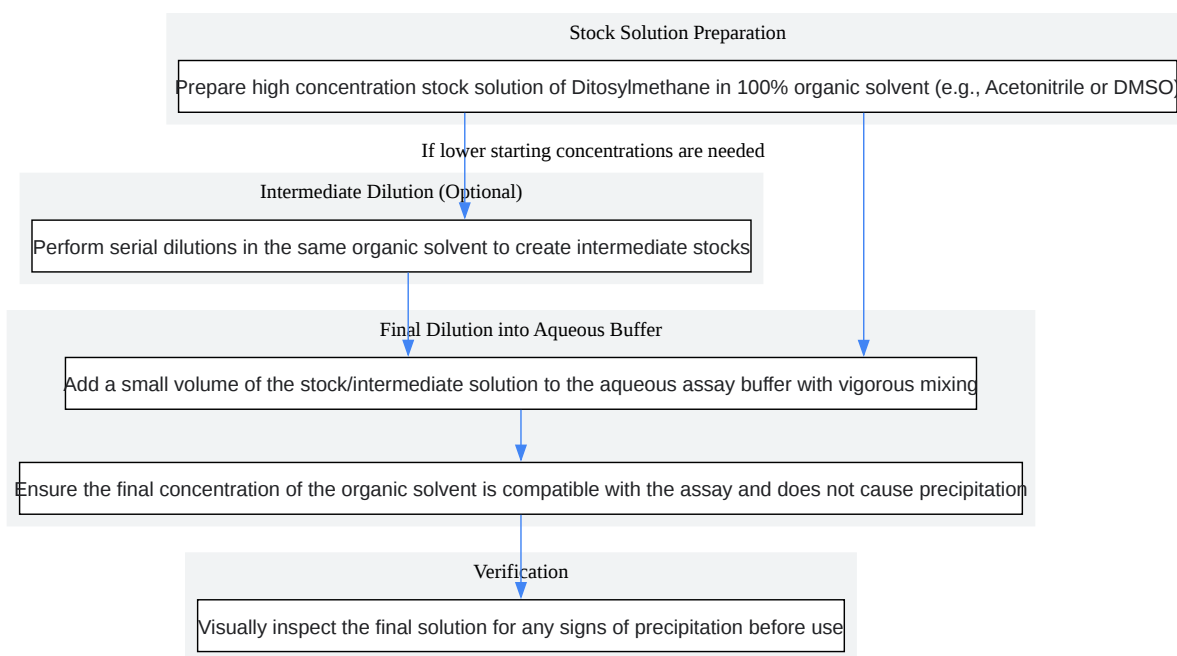 Stock Solution Preparation
Prepare high concentration stock solution of Ditosylmethane in 100% organic solvent (e.g., Acetonitrile or DMSO)
If lower starting concentrations are needed
Intermediate Dilution (Optional)
Perform serial dilutions in the same organic solvent to create intermediate stocks
Final Dilution into Aqueous Buffer
Add a small volume of the stock/intermediate solution to the aqueous assay buffer with vigorous mixing
Ensure the final concentration of the organic solvent is compatible with the assay and does not cause precipitation
Verification
Visually inspect the final solution for any signs of precipitation before use